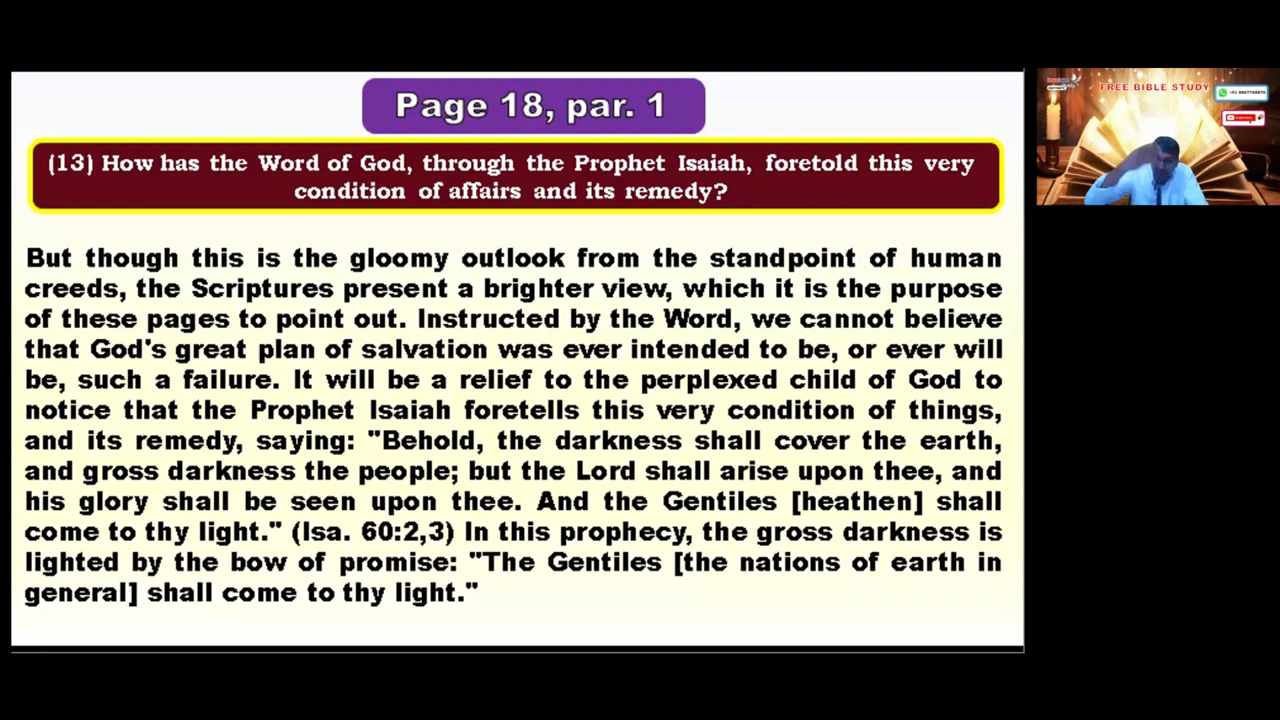 Page 18, par. 1
(13) How has the Word of God, through the Prophet Isaiah, foretold this very
condition of affairs and its remedy?
But though this is the gloomy outlook from the standpoint of human
creeds, the Scriptures present a brighter view, which it is the purpose
of these pages to point out. Instructed by the Word, we cannot believe
that God's great plan of salvation was ever intended to be, or ever will
be, such a failure. It will be a relief to the perplexed child of God to
notice that the Prophet Isaiah foretells this very condition of things,
and its remedy, saying: "Behold, the darkness shall cover the earth,
and gross darkness the people; but the Lord shall arise upon thee, and
his glory shall be seen upon thee. And the Gentiles [heathen] shall
come to thy light." (Isa. 60:2,3) In this prophecy, the gross darkness is
lighted by the bow of promise: "The Gentiles [the nations of earth in
general] shall come to thy light."
FREE BIBLE STUDY